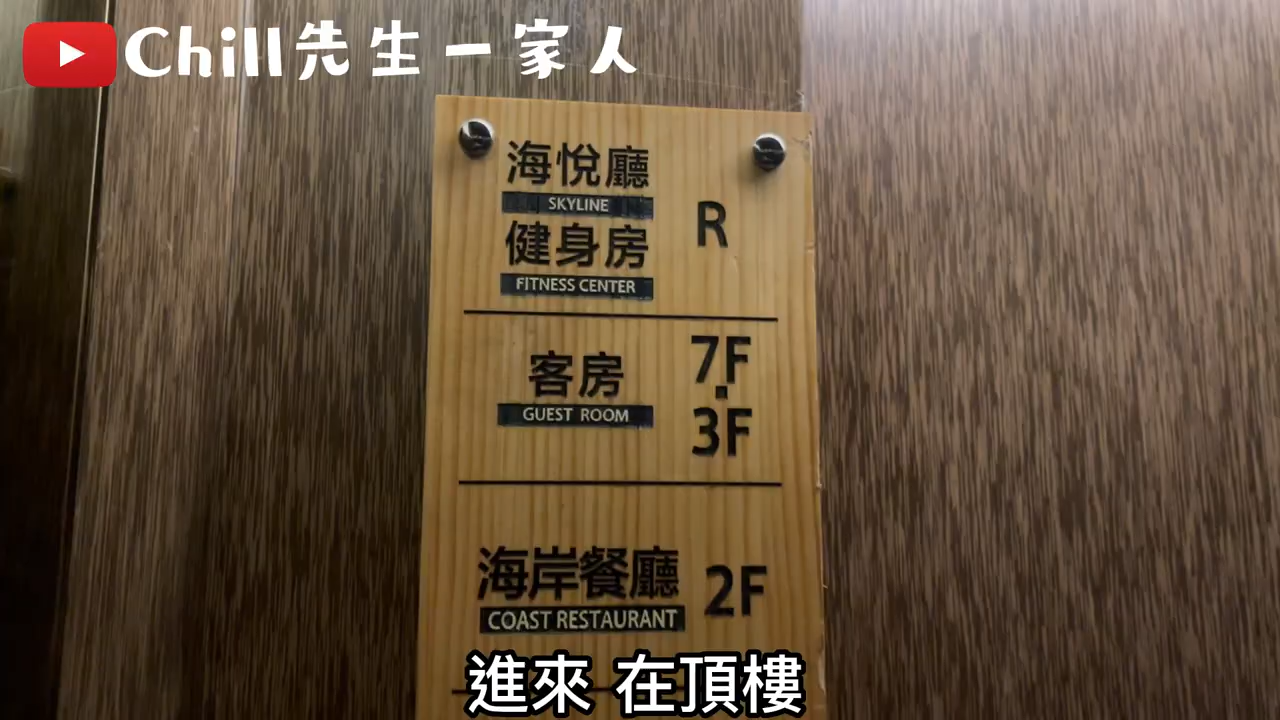 Chill先生一家人
海悅廳
SKYLINE
健身房
R
FITNESS CENTER
客房
GUEST ROOM
7F
3F
海岸餐廳
2F
COAST RESTAURANT
進來 在頂樓